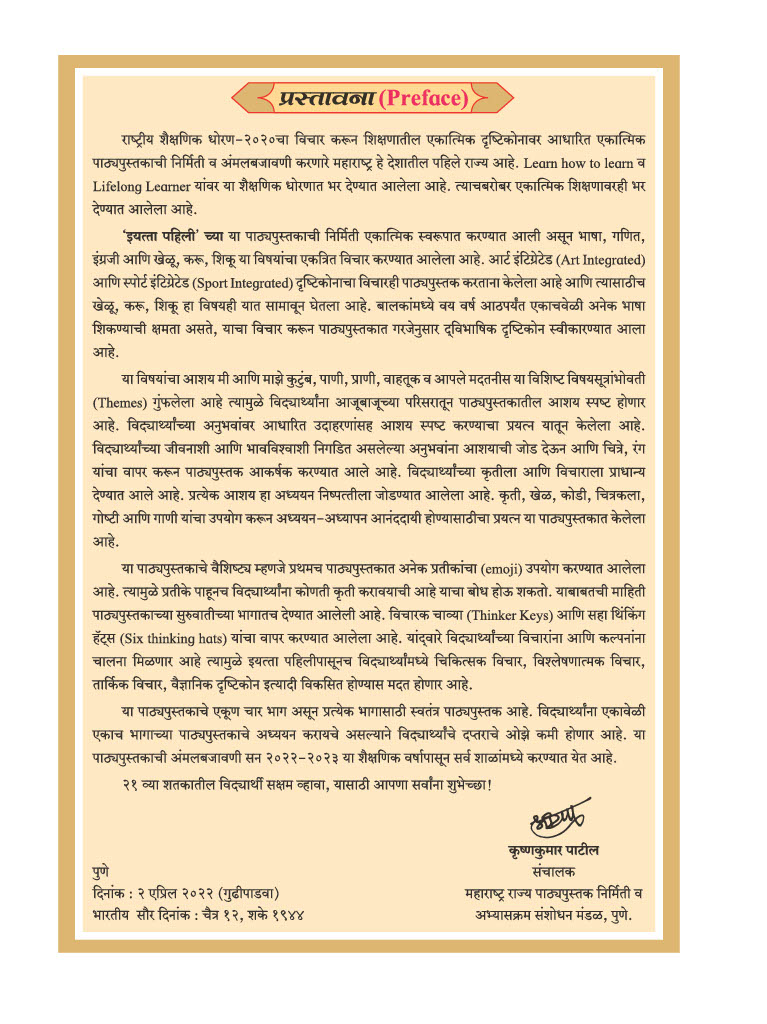 प्रस्तावना (Preface)
राष्ट्रीय शैक्षणिक धोरण-२०२०चा विचार करून शिक्षणातील एकात्मिक दृष्टिकोनावर आधारित एकात्मिक
पाठ्यपुस्तकाची निर्मिती व अंमलबजावणी करणारे महाराष्ट्र हे देशातील पहिले राज्य आहे. Learn how to learn व
Lifelong Learner यांवर या शैक्षणिक धोरणात भर देण्यात आलेला आहे. त्याचबरोबर एकात्मिक शिक्षणावरही भर
देण्यात आलेला आहे.
'इयत्ता पहिली' च्या या पाठ्यपुस्तकाची निर्मिती एकात्मिक स्वरूपात करण्यात आली असून भाषा, गणित,
इंग्रजी आणि खेळू, करू, शिकू या विषयांचा एकत्रित विचार करण्यात आलेला आहे. आर्ट इंटिग्रेटेड (Art Integrated)
आणि स्पोर्ट इंटिग्रेटेड (Sport Integrated) दृष्टिकोनाचा विचारही पाठ्यपुस्तक करताना केलेला आहे आणि त्यासाठीच
खेळू, करू, शिकू हा विषयही यात सामावून घेतला आहे. बालकांमध्ये वय वर्ष आठपर्यंत एकाचवेळी अनेक भाषा
शिकण्याची क्षमता असते, याचा विचार करून पाठ्यपुस्तकात गरजेनुसार द्‌विभाषिक दृष्टिकोन स्वीकारण्यात आला
आहे.
या विषयांचा आशय मी आणि माझे कुटुंब, पाणी, प्राणी, वाहतूक व आपले मदतनीस या विशिष्ट विषयसूत्रांभोवती
(Themes) गुंफलेला आहे त्यामुळे विद्यार्थ्यांना आजूबाजूच्या परिसरातून पाठ्यपुस्तकातील आशय स्पष्ट होणार
आहे. विद्यार्थ्यांच्या अनुभवांवर आधारित उदाहरणांसह आशय स्पष्ट करण्याचा प्रयत्न यातून केलेला आहे.
विद्यार्थ्यांच्या जीवनाशी आणि भावविश्वाशी निगडित असलेल्या अनुभवांना आशयाची जोड देऊन आणि चित्रे, रंग
यांचा वापर करून पाठ्यपुस्तक आकर्षक करण्यात आले आहे. विद्यार्थ्यांच्या कृतीला आणि विचाराला प्राधान्य
देण्यात आले आहे. प्रत्येक आशय हा अध्ययन निष्पत्तीला जोडण्यात आलेला आहे. कृती, खेळ, कोडी, चित्रकला,
गोष्टी आणि गाणी यांचा उपयोग करून अध्ययन-अध्यापन आनंददायी होण्यासाठीचा प्रयत्न या पाठ्यपुस्तकात केलेला
आहे.
या पाठ्यपुस्तकाचे वैशिष्ट्य म्हणजे प्रथमच पाठ्यपुस्तकात अनेक प्रतीकांचा (emoji) उपयोग करण्यात आलेला
आहे. त्यामुळे प्रतीके पाहूनच विद्यार्थ्यांना कोणती कृती करावयाची आहे याचा बोध होऊ शकतो. याबाबतची माहिती
पाठ्यपुस्तकाच्या सुरुवातीच्या भागातच देण्यात आलेली आहे. विचारक चाव्या (Thinker Keys) आणि सहा थिंकिंग
हॅट्स (Six thinking hats) यांचा वापर करण्यात आलेला आहे. यांद्‌वारे विद्यार्थ्यांच्या विचारांना आणि कल्पनांना
चालना मिळणार आहे त्यामुळे इयत्ता पहिलीपासूनच विद्यार्थ्यांमध्ये चिकित्सक विचार, विश्लेषणात्मक विचार,
तार्किक विचार, वैज्ञानिक दृष्टिकोन इत्यादी विकसित होण्यास मदत होणार आहे.
या पाठ्यपुस्तकाचे एकूण चार भाग असून प्रत्येक भागासाठी स्वतंत्र पाठ्यपुस्तक आहे. विद्यार्थ्यांना एकावेळी
एकाच भागाच्या पाठ्यपुस्तकाचे अध्ययन करायचे असल्याने विद्यार्थ्यांचे दप्तराचे ओझे कमी होणार आहे. या
पाठ्यपुस्तकाची अंमलबजावणी सन २०२२-२०२३ या शैक्षणिक वर्षापासून सर्व शाळांमध्ये करण्यात येत आहे.
२१ व्या शतकातील विद्यार्थी सक्षम व्हावा, यासाठी आपणा सर्वांना शुभेच्छा!
कृष्णकुमार पाटील
पुणे
संचालक
दिनांक : २ एप्रिल २०२२ (गुढीपाडवा)
महाराष्ट्र राज्य पाठ्यपुस्तक निर्मिती व
भारतीय सौर दिनांक : चैत्र १२, शके १९४४
अभ्यासक्रम संशोधन मंडळ, पुणे.